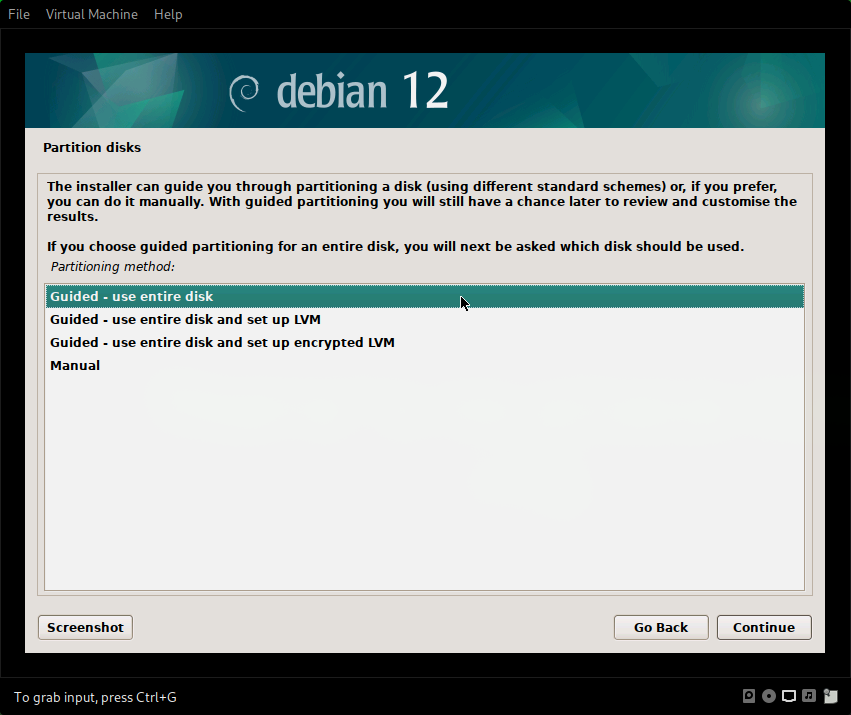 File Virtual Machine Help
debian 12
Partition disks
The installer can guide you through partitioning a disk (using different standard schemes) or, if you prefer,
you can do it manually. With guided partitioning you will still have a chance later to review and customise the
results.
If you choose guided partitioning for an entire disk, you will next be asked which disk should be used.
Partitioning method:
Guided - use entire disk
Guided - use entire disk and set up LVM
Guided - use entire disk and set up encrypted LVM
Manual
Screenshot Go Back Continue
To grab input, press Ctrl+G